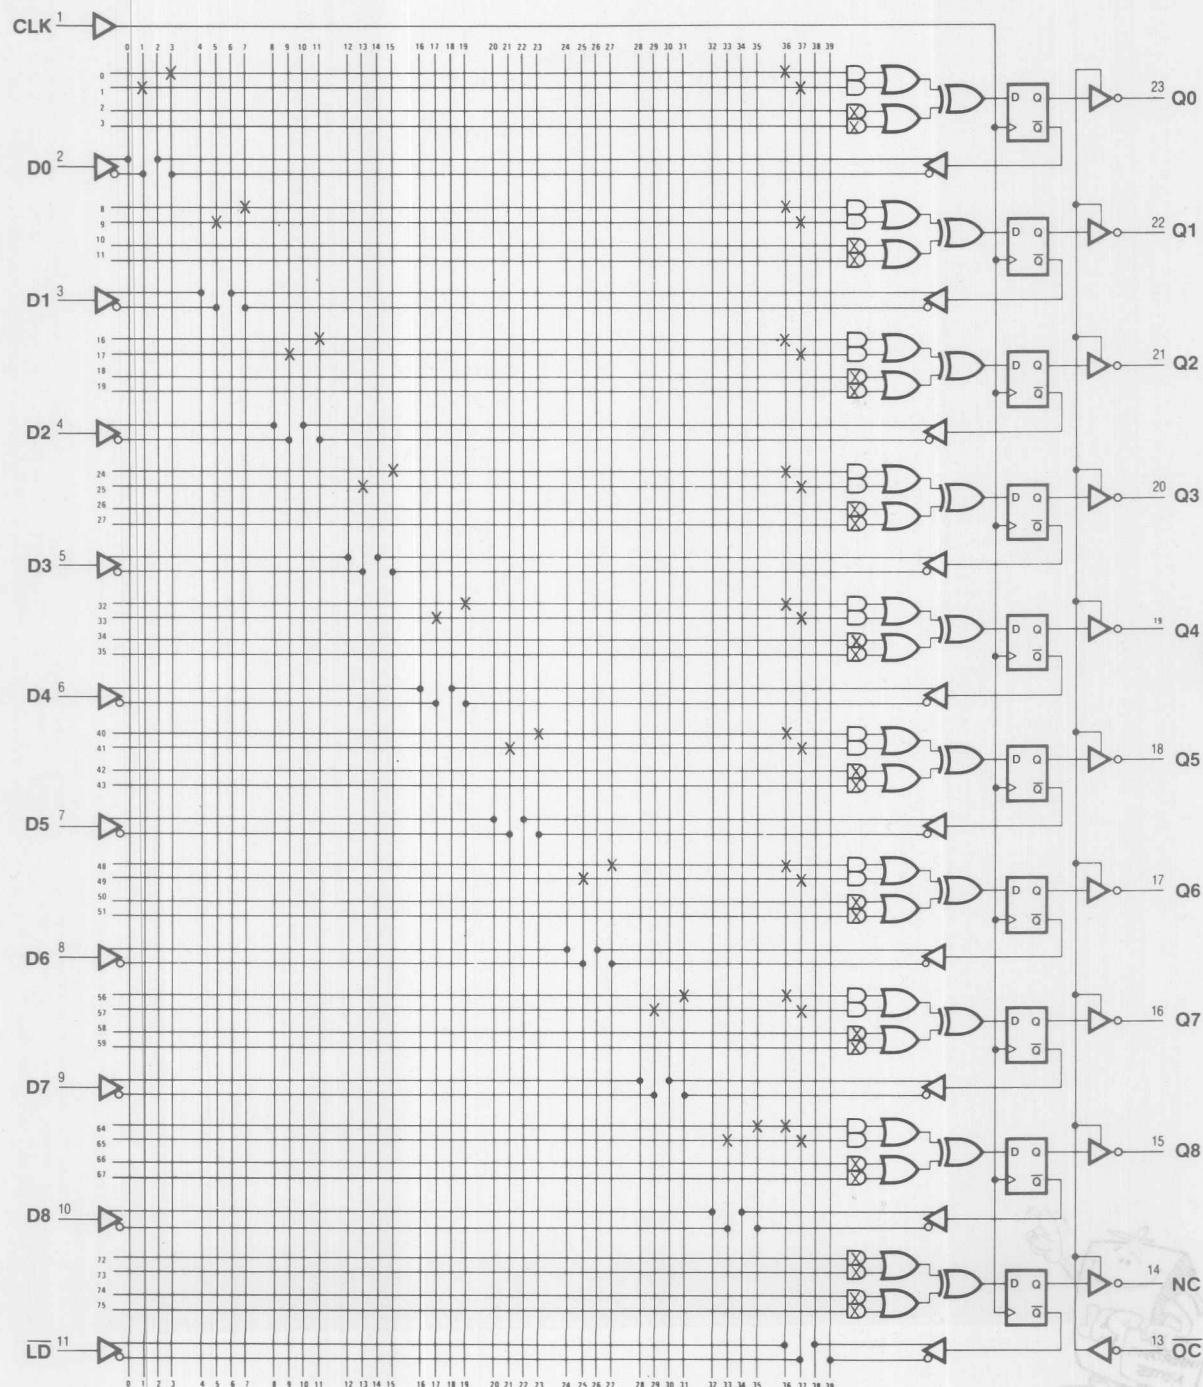 CLK 1
0 1 2 3 4 5 6 7 8 9 10 11 12 13 14 15 16 17 18 19 20 21 22 23 24 25 26 27 28 29 30 31 32 33 34 35 36 37 38 39
0
1
2
3
D Q
Q̅
23 Q0
D0 2
8
9
10
11
D Q
Q̅
22 Q1
D1 3
16
17
18
19
D Q
Q̅
21 Q2
D2 4
24
25
26
27
D Q
Q̅
20 Q3
D3 5
32
33
34
35
D Q
Q̅
19 Q4
D4 6
40
41
42
43
D Q
Q̅
18 Q5
D5 7
48
49
50
51
D Q
Q̅
17 Q6
D6 8
56
57
58
59
D Q
Q̅
16 Q7
D7 9
64
65
66
67
D Q
Q̅
15 Q8
D8 10
72
73
74
75
D Q
Q̅
14 NC
L̅D̅ 11
13 O̅C̅
0 1 2 3 4 5 6 7 8 9 10 11 12 13 14 15 16 17 18 19 20 21 22 23 24 25 26 27 28 29 30 31 32 33 34 35 36 37 38 39